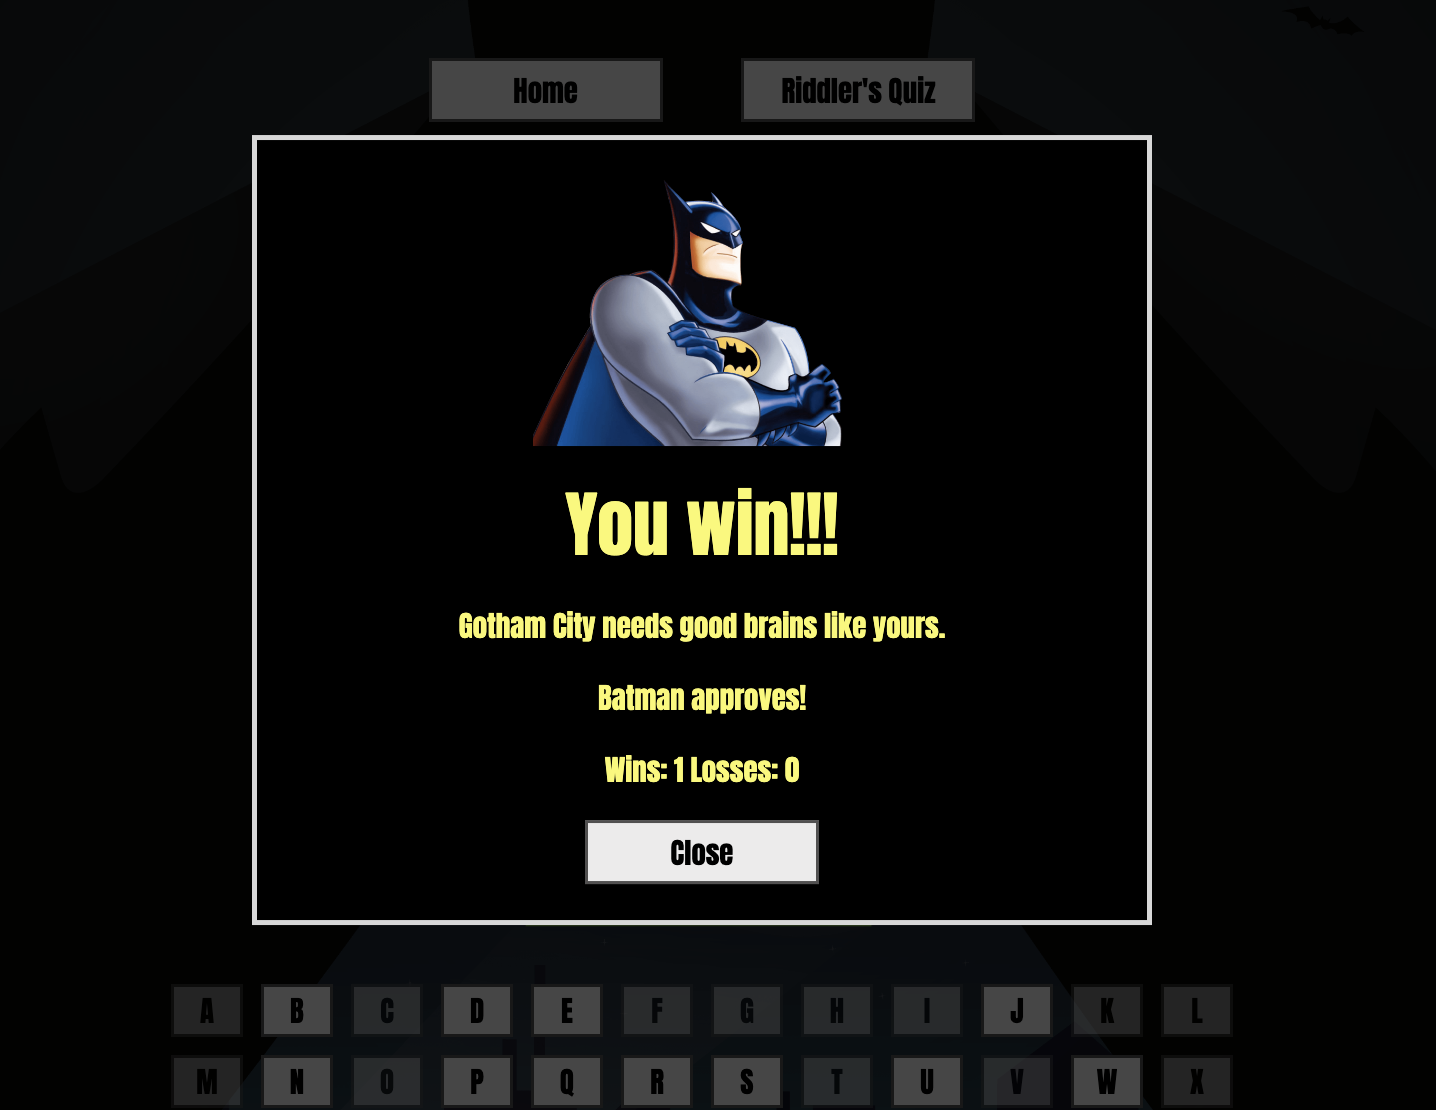 Home Riddler's Quiz
You win!!!
Gotham City needs good brains like yours.
Batman approves!
Wins: 1 Losses: 0
Close
A B C D E F G H I J K L
M N O P Q R S T U V W X